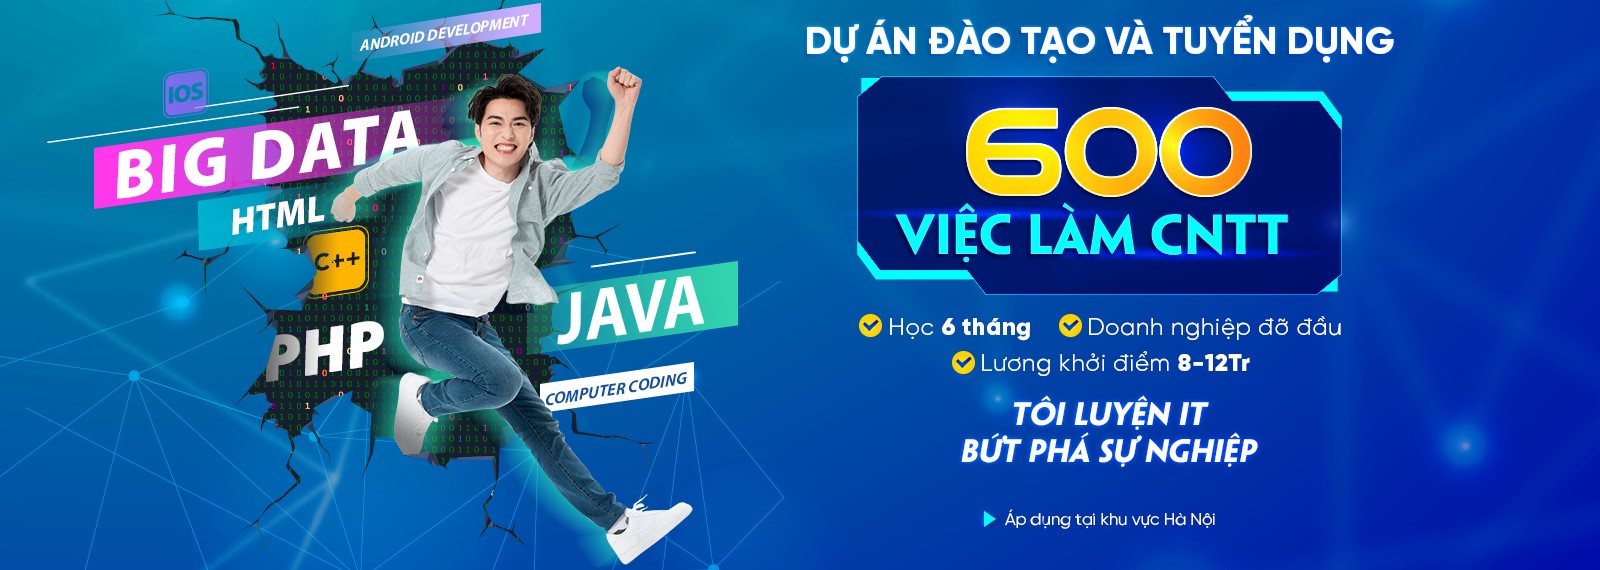 ANDROID DEVELOPMENT
IOS
BIG DATA
HTML
C++
PHP
JAVA
COMPUTER CODING
DỰ ÁN ĐÀO TẠO VÀ TUYỂN DỤNG
600
VIỆC LÀM CNTT
Học 6 tháng
Doanh nghiệp đỡ đầu
Lương khởi điểm 8-12Tr
TÔI LUYỆN IT
BỨT PHÁ SỰ NGHIỆP
Áp dụng tại khu vực Hà Nội